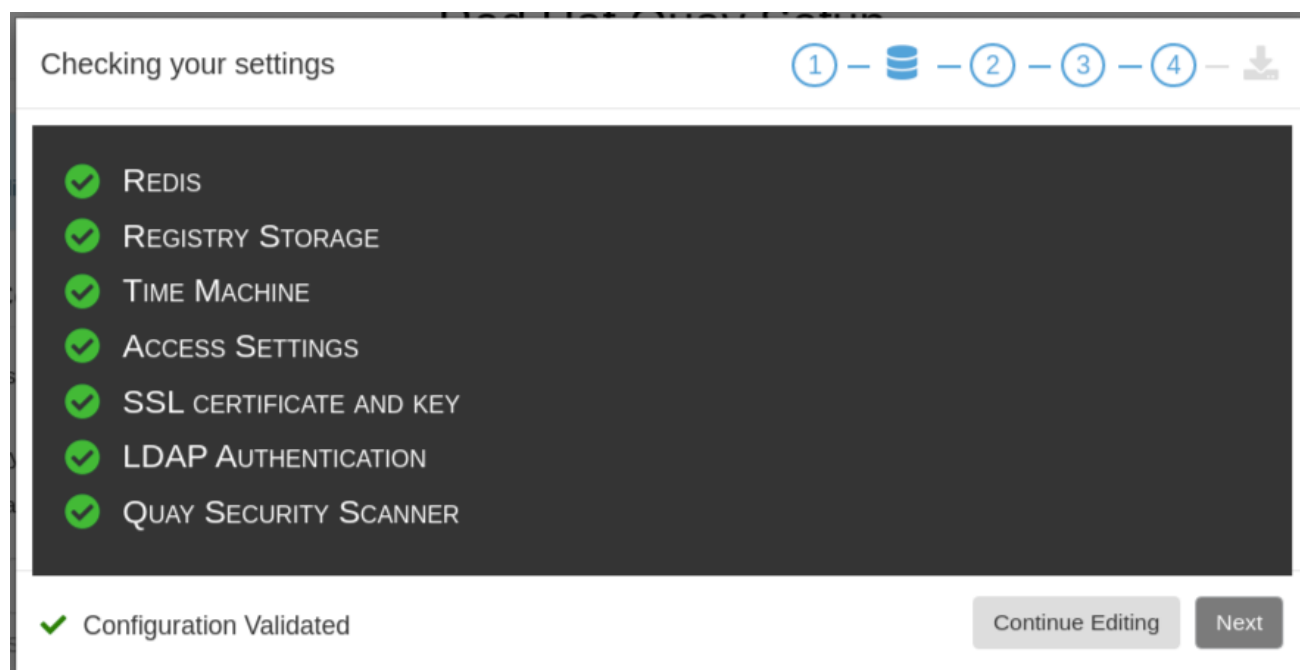 Checking your settings
1 2 3 4
REDIS
REGISTRY STORAGE
TIME MACHINE
ACCESS SETTINGS
SSL CERTIFICATE AND KEY
LDAP AUTHENTICATION
QUAY SECURITY SCANNER
Configuration Validated
Continue Editing Next